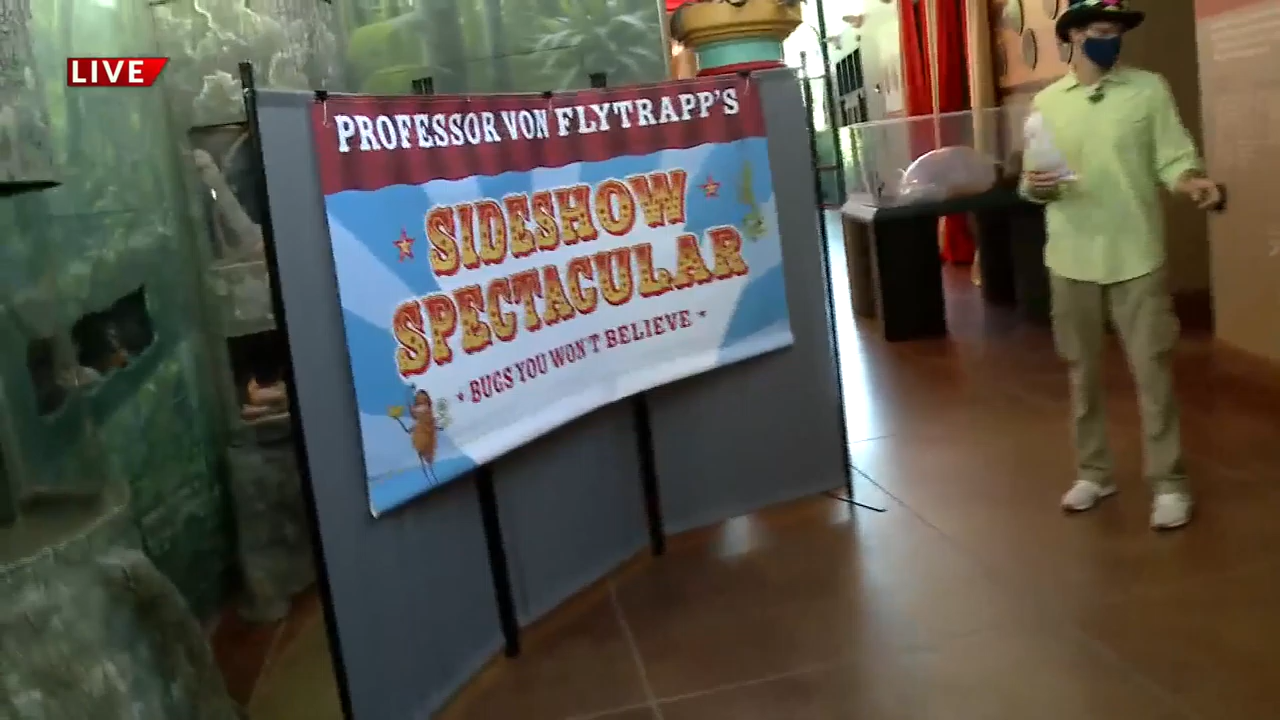 LIVE
PROFESSOR VON FLYTRAPP'S
SIDESHOW
SPECTACULAR
BUGS YOU WON'T BELIEVE